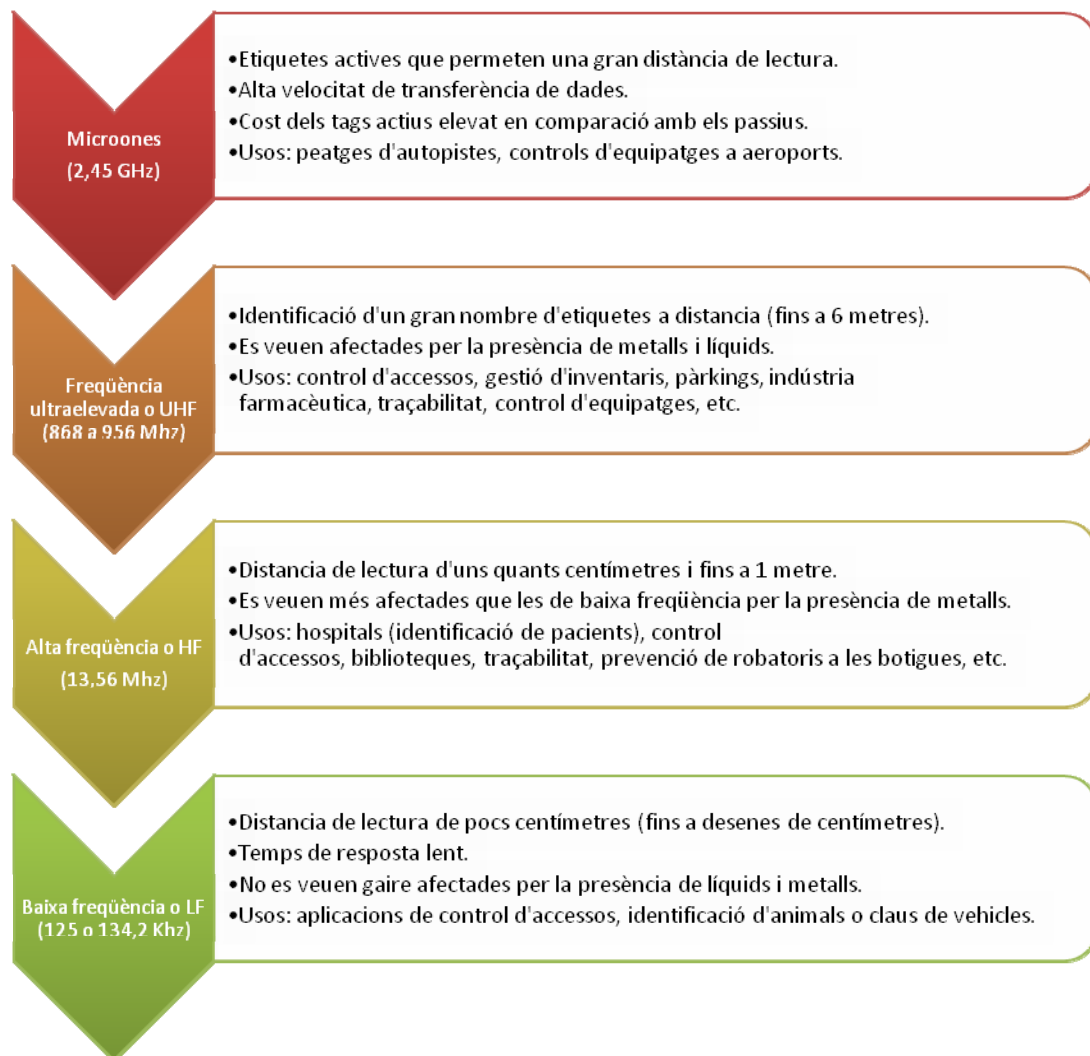 Microones
(2,45 GHz)
•Etiquetes actives que permeten una gran distància de lectura.
•Alta velocitat de transferència de dades.
•Cost dels tags actius elevat en comparació amb els passius.
•Usos: peatges d'autopistes, controls d'equipatges a aeroports.
Freqüència
ultraelevada o UHF
(868 a 956 Mhz)
•Identificació d'un gran nombre d'etiquetes a distancia (fins a 6 metres).
•Es veuen afectades per la presència de metalls i líquids.
•Usos: control d'accessos, gestió d'inventaris, pàrkings, indústria
farmacèutica, traçabilitat, control d'equipatges, etc.
Alta freqüència o HF
(13,56 Mhz)
•Distancia de lectura d'uns quants centímetres i fins a 1 metre.
•Es veuen més afectades que les de baixa freqüència per la presència de metalls.
•Usos: hospitals (identificació de pacients), control
d'accessos, biblioteques, traçabilitat, prevenció de robatoris a les botigues, etc.
Baixa freqüència o LF
(125 o 134,2 Khz)
•Distancia de lectura de pocs centímetres (fins a desenes de centímetres).
•Temps de resposta lent.
•No es veuen gaire afectades per la presència de líquids i metalls.
•Usos: aplicacions de control d'accessos, identificació d'animals o claus de vehicles.